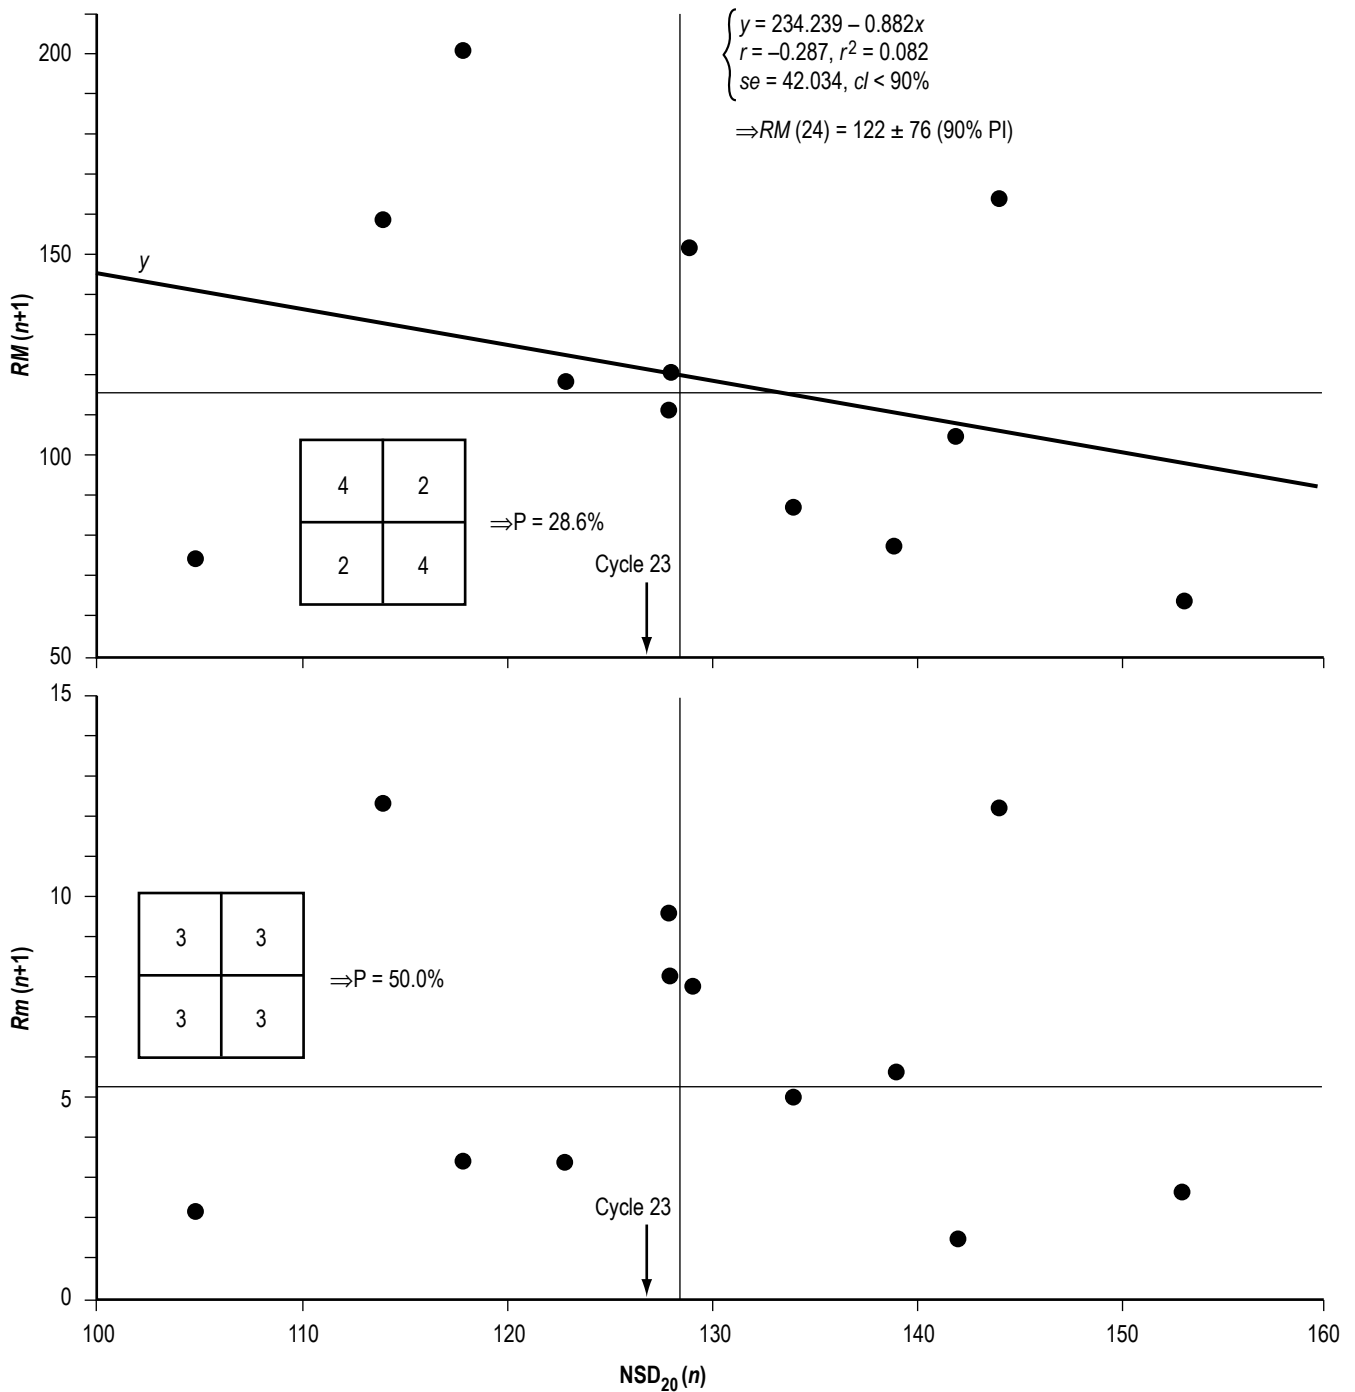 y = 234.239 – 0.882x
r = –0.287, r² = 0.082
se = 42.034, cl < 90%
⇒RM (24) = 122 ± 76 (90% PI)
200
150
100
50
RM (n+1)
y
4 2
2 4
⇒P = 28.6%
Cycle 23
15
10
5
0
Rm (n+1)
3 3
3 3
⇒P = 50.0%
Cycle 23
100 110 120 130 140 150 160
NSD₂₀ (n)